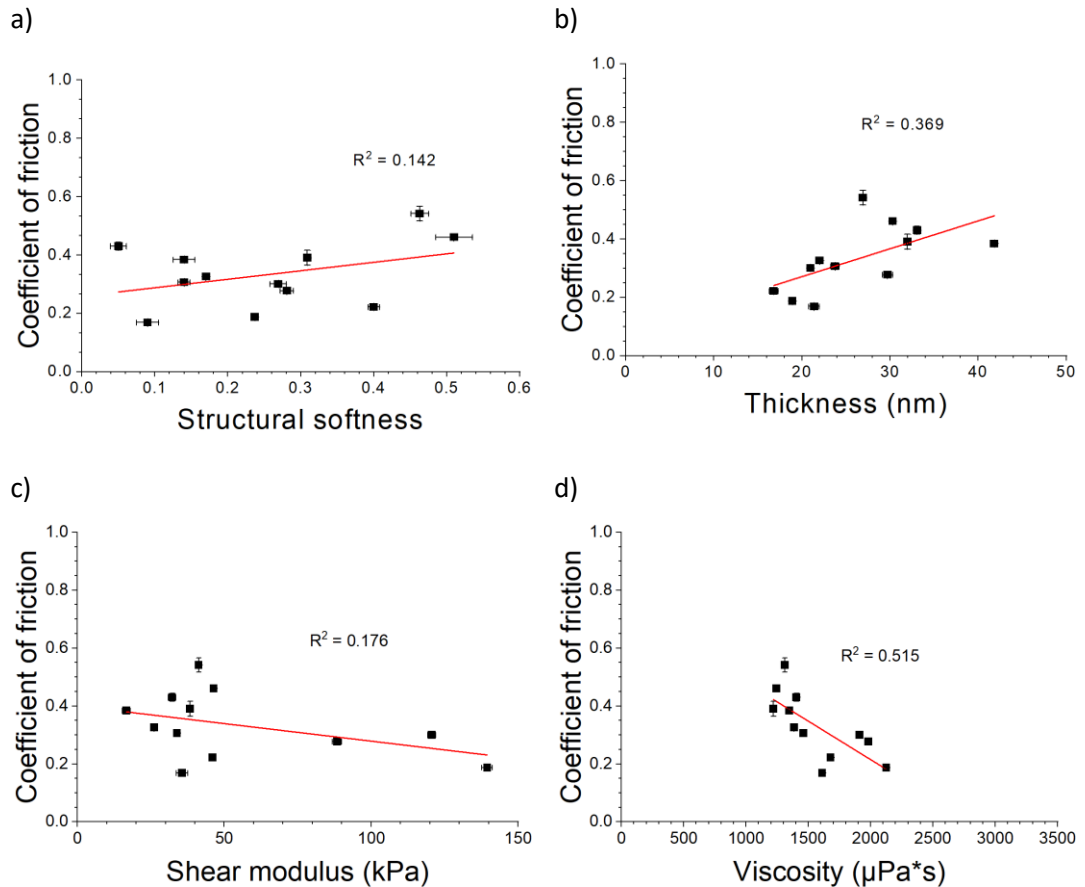 a)
Coefficient of friction
1.0
0.8
0.6
0.4
0.2
0.0
R² = 0.142
0.0 0.1 0.2 0.3 0.4 0.5 0.6
Structural softness
b)
Coefficient of friction
1.0
0.8
0.6
0.4
0.2
0.0
R² = 0.369
0 10 20 30 40 50
Thickness (nm)
c)
Coefficient of friction
1.0
0.8
0.6
0.4
0.2
0.0
R² = 0.176
0 50 100 150
Shear modulus (kPa)
d)
Coefficient of friction
1.0
0.8
0.6
0.4
0.2
0.0
R² = 0.515
0 500 1000 1500 2000 2500 3000 3500
Viscosity (µPa*s)